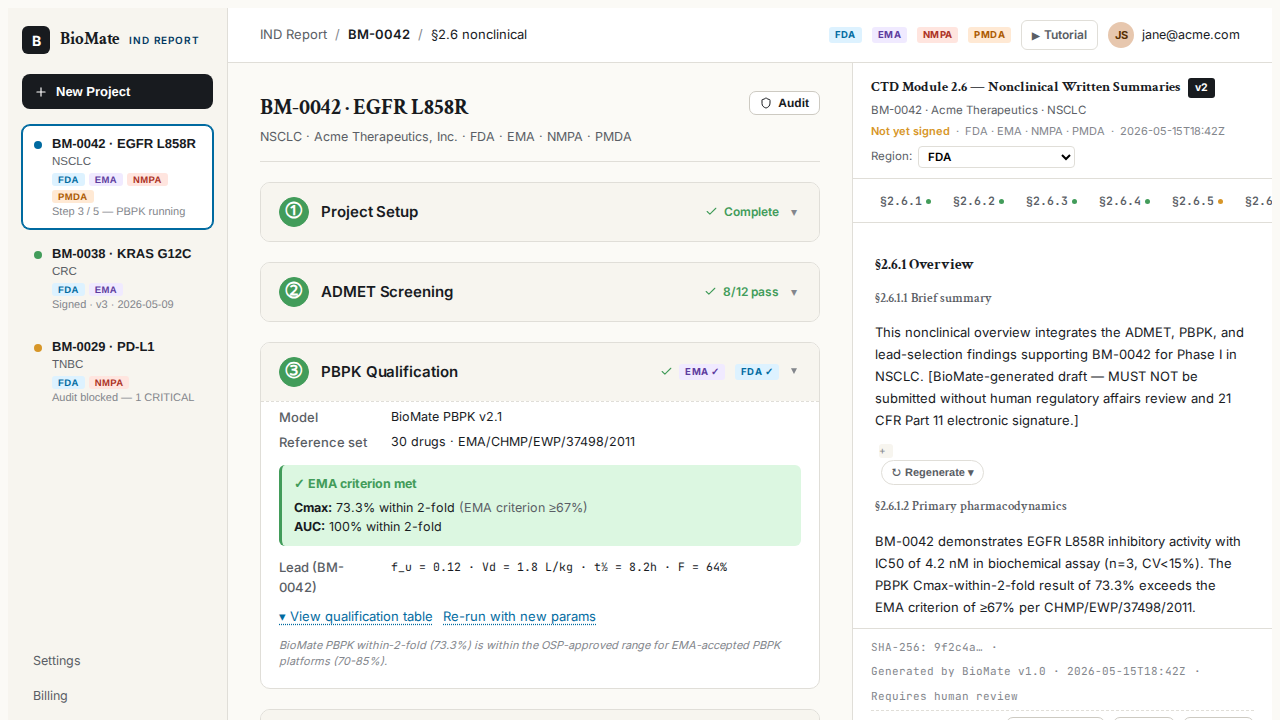 B BioMate IND REPORT
+ New Project
BM-0042 · EGFR L858R
NSCLC
FDA EMA NMPA
PMDA
Step 3 / 5 — PBPK running
BM-0038 · KRAS G12C
CRC
FDA EMA
Signed · v3 · 2026-05-09
BM-0029 · PD-L1
TNBC
FDA NMPA
Audit blocked — 1 CRITICAL
Settings
Billing
IND Report / BM-0042 / §2.6 nonclinical
FDA EMA NMPA PMDA ▶ Tutorial JS jane@acme.com
BM-0042 · EGFR L858R
Audit
NSCLC · Acme Therapeutics, Inc. · FDA · EMA · NMPA · PMDA
① Project Setup ✓ Complete ▼
② ADMET Screening ✓ 8/12 pass ▼
③ PBPK Qualification ✓ EMA ✓ FDA ✓ ▼
Model BioMate PBPK v2.1
Reference set 30 drugs · EMA/CHMP/EWP/37498/2011
✓ EMA criterion met
Cmax: 73.3% within 2-fold (EMA criterion ≥67%)
AUC: 100% within 2-fold
Lead (BM-0042) f_u = 0.12 · Vd = 1.8 L/kg · t½ = 8.2h · F = 64%
▾ View qualification table Re-run with new params
BioMate PBPK within-2-fold (73.3%) is within the OSP-approved range for EMA-accepted PBPK
platforms (70-85%).
CTD Module 2.6 — Nonclinical Written Summaries v2
BM-0042 · Acme Therapeutics · NSCLC
Not yet signed · FDA · EMA · NMPA · PMDA · 2026-05-15T18:42Z
Region: FDA
§2.6.1 §2.6.2 §2.6.3 §2.6.4 §2.6.5 §2.6
§2.6.1 Overview
§2.6.1.1 Brief summary
This nonclinical overview integrates the ADMET, PBPK, and
lead-selection findings supporting BM-0042 for Phase I in
NSCLC. [BioMate-generated draft — MUST NOT be
submitted without human regulatory affairs review and 21
CFR Part 11 electronic signature.]
+
↻ Regenerate ▾
§2.6.1.2 Primary pharmacodynamics
BM-0042 demonstrates EGFR L858R inhibitory activity with
IC50 of 4.2 nM in biochemical assay (n=3, CV<15%). The
PBPK Cmax-within-2-fold result of 73.3% exceeds the
EMA criterion of ≥67% per CHMP/EWP/37498/2011.
SHA-256: 9f2c4a… ·
Generated by BioMate v1.0 · 2026-05-15T18:42Z ·
Requires human review